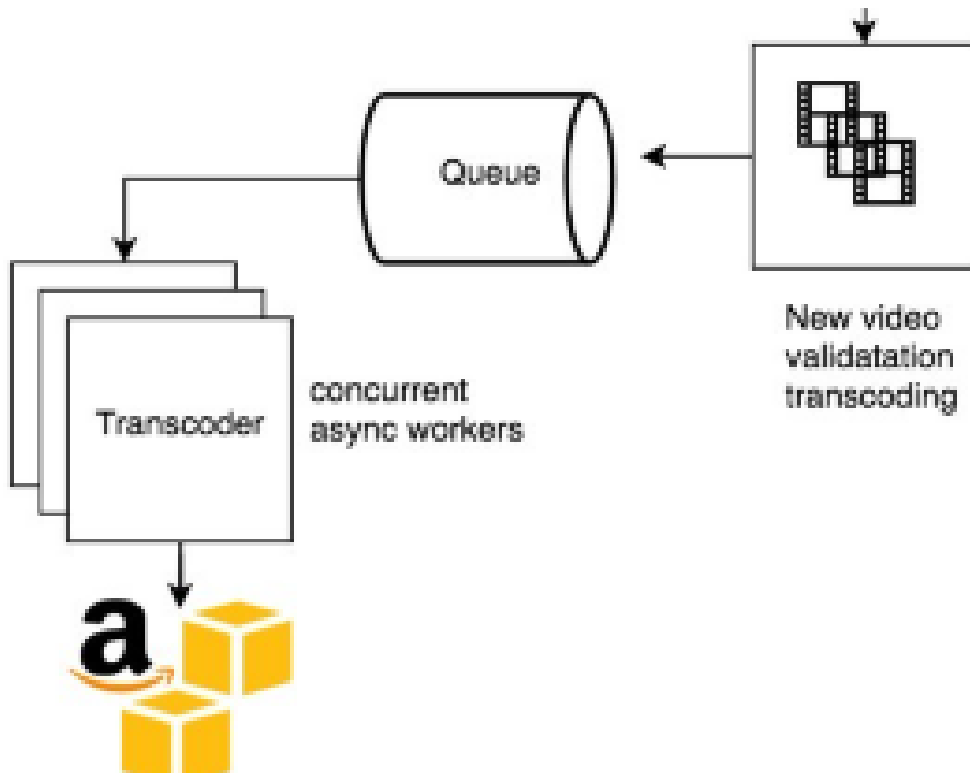 Queue
New video
validatation
transcoding
Transcoder
concurrent
async workers
a